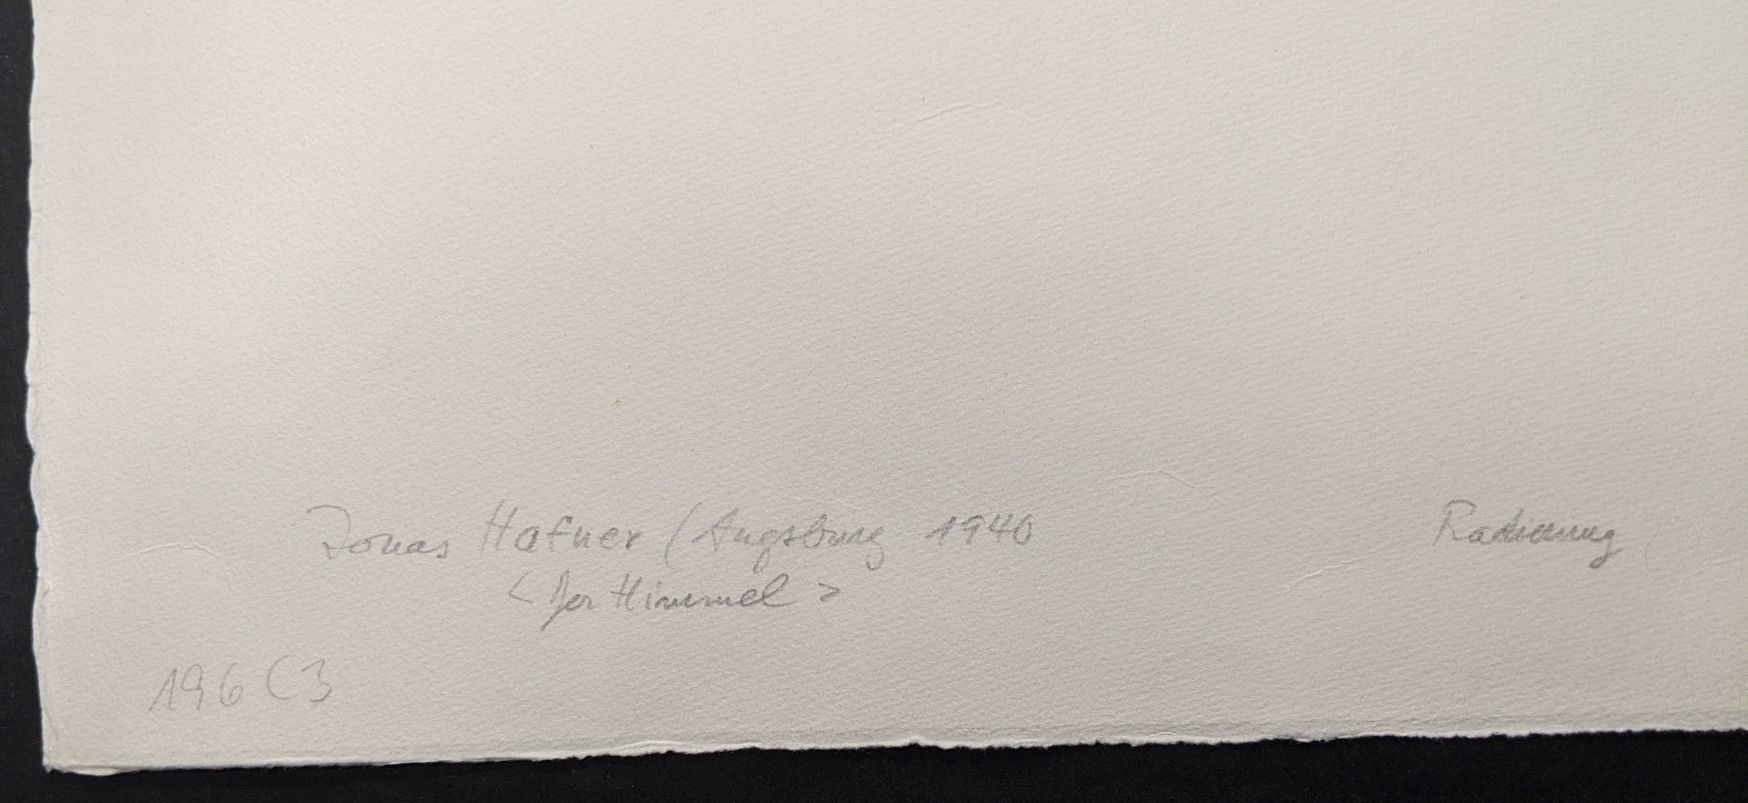 Jonas Hafner (Augsburg 1940 Radierung
< Der Himmel >
196 C3